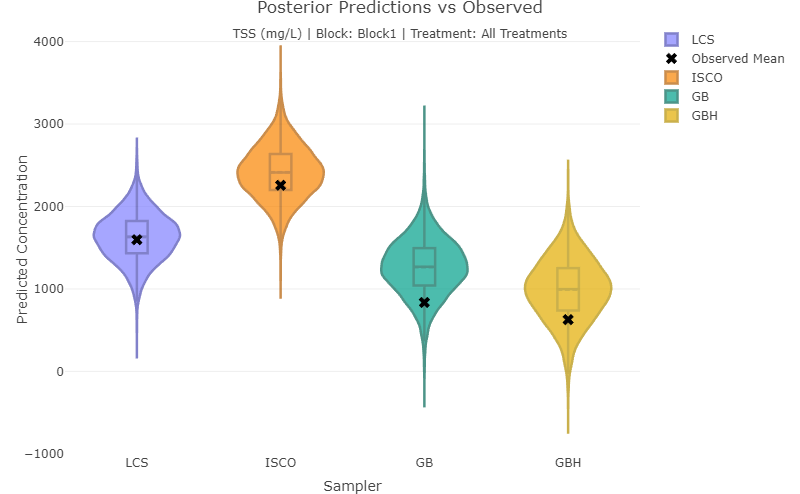 Posterior Predictions vs Observed
TSS (mg/L) | Block: Block1 | Treatment: All Treatments
4000
3000
2000
1000
0
−1000
Predicted Concentration
LCS
ISCO
GB
GBH
Sampler
LCS
Observed Mean
ISCO
GB
GBH